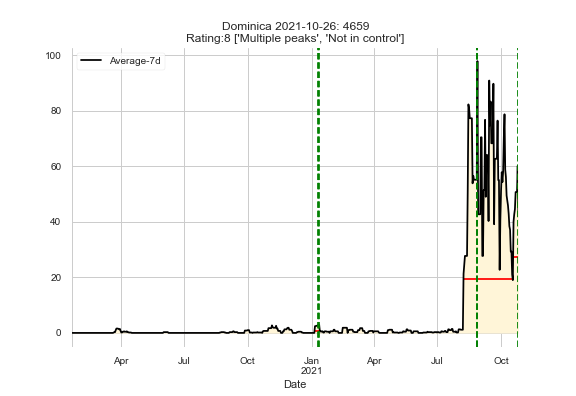 Dominica 2021-10-26: 4659
Rating:8 ['Multiple peaks', 'Not in control']
Average-7d
100
80
60
40
20
0
Apr
Jul
Oct
Jan
2021
Apr
Jul
Oct
Date